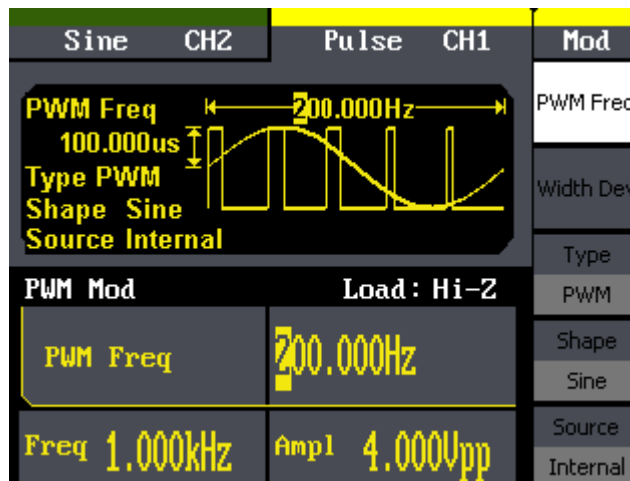 Sine CH2 Pulse CH1 Mod
PWM Freq 200.000Hz
100.000us
Type PWM
Shape Sine
Source Internal
PWM Freq
Width Dev
Type
PWM
Shape
Sine
Source
Internal
PWM Mod Load: Hi-Z
PWM Freq 200.000Hz
Freq 1.000kHz Ampl 4.000Vpp